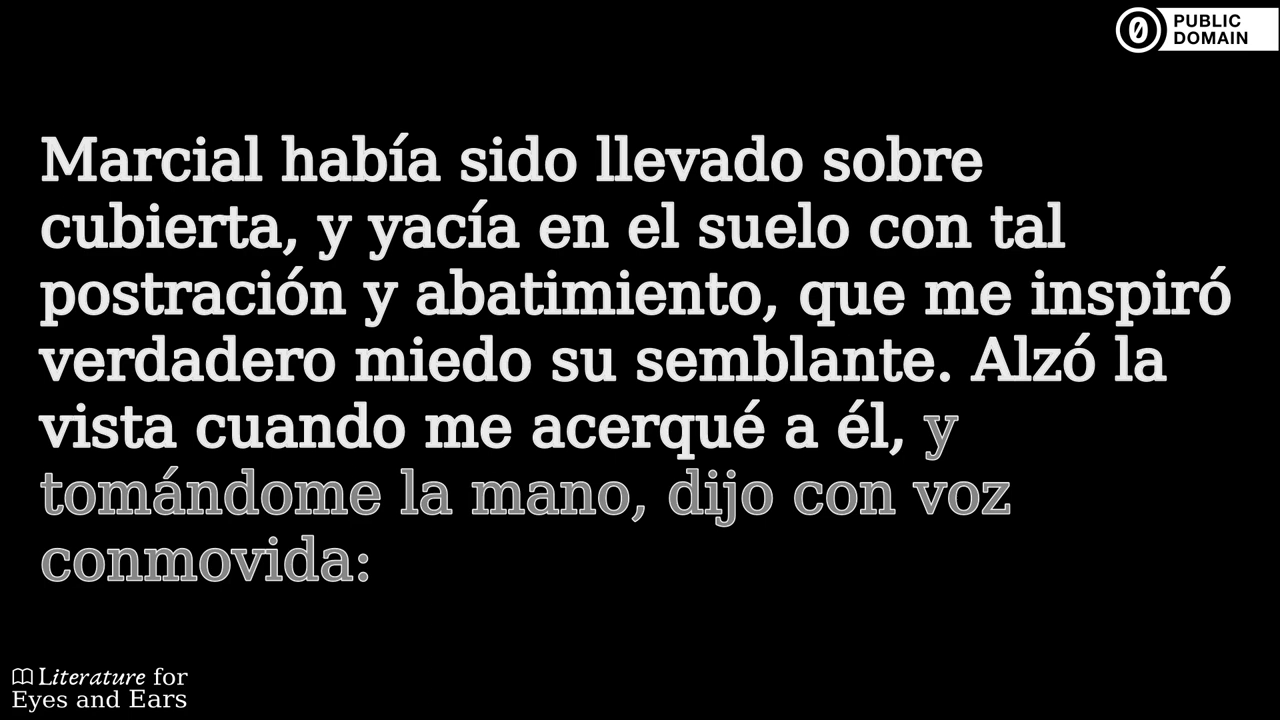 PUBLIC
DOMAIN
Marcial había sido llevado sobre
cubierta, y yacía en el suelo con tal
postración y abatimiento, que me inspiró
verdadero miedo su semblante. Alzó la
vista cuando me acerqué a él, y
tomándome la mano, dijo con voz
conmovida:
Literature for
Eyes and Ears